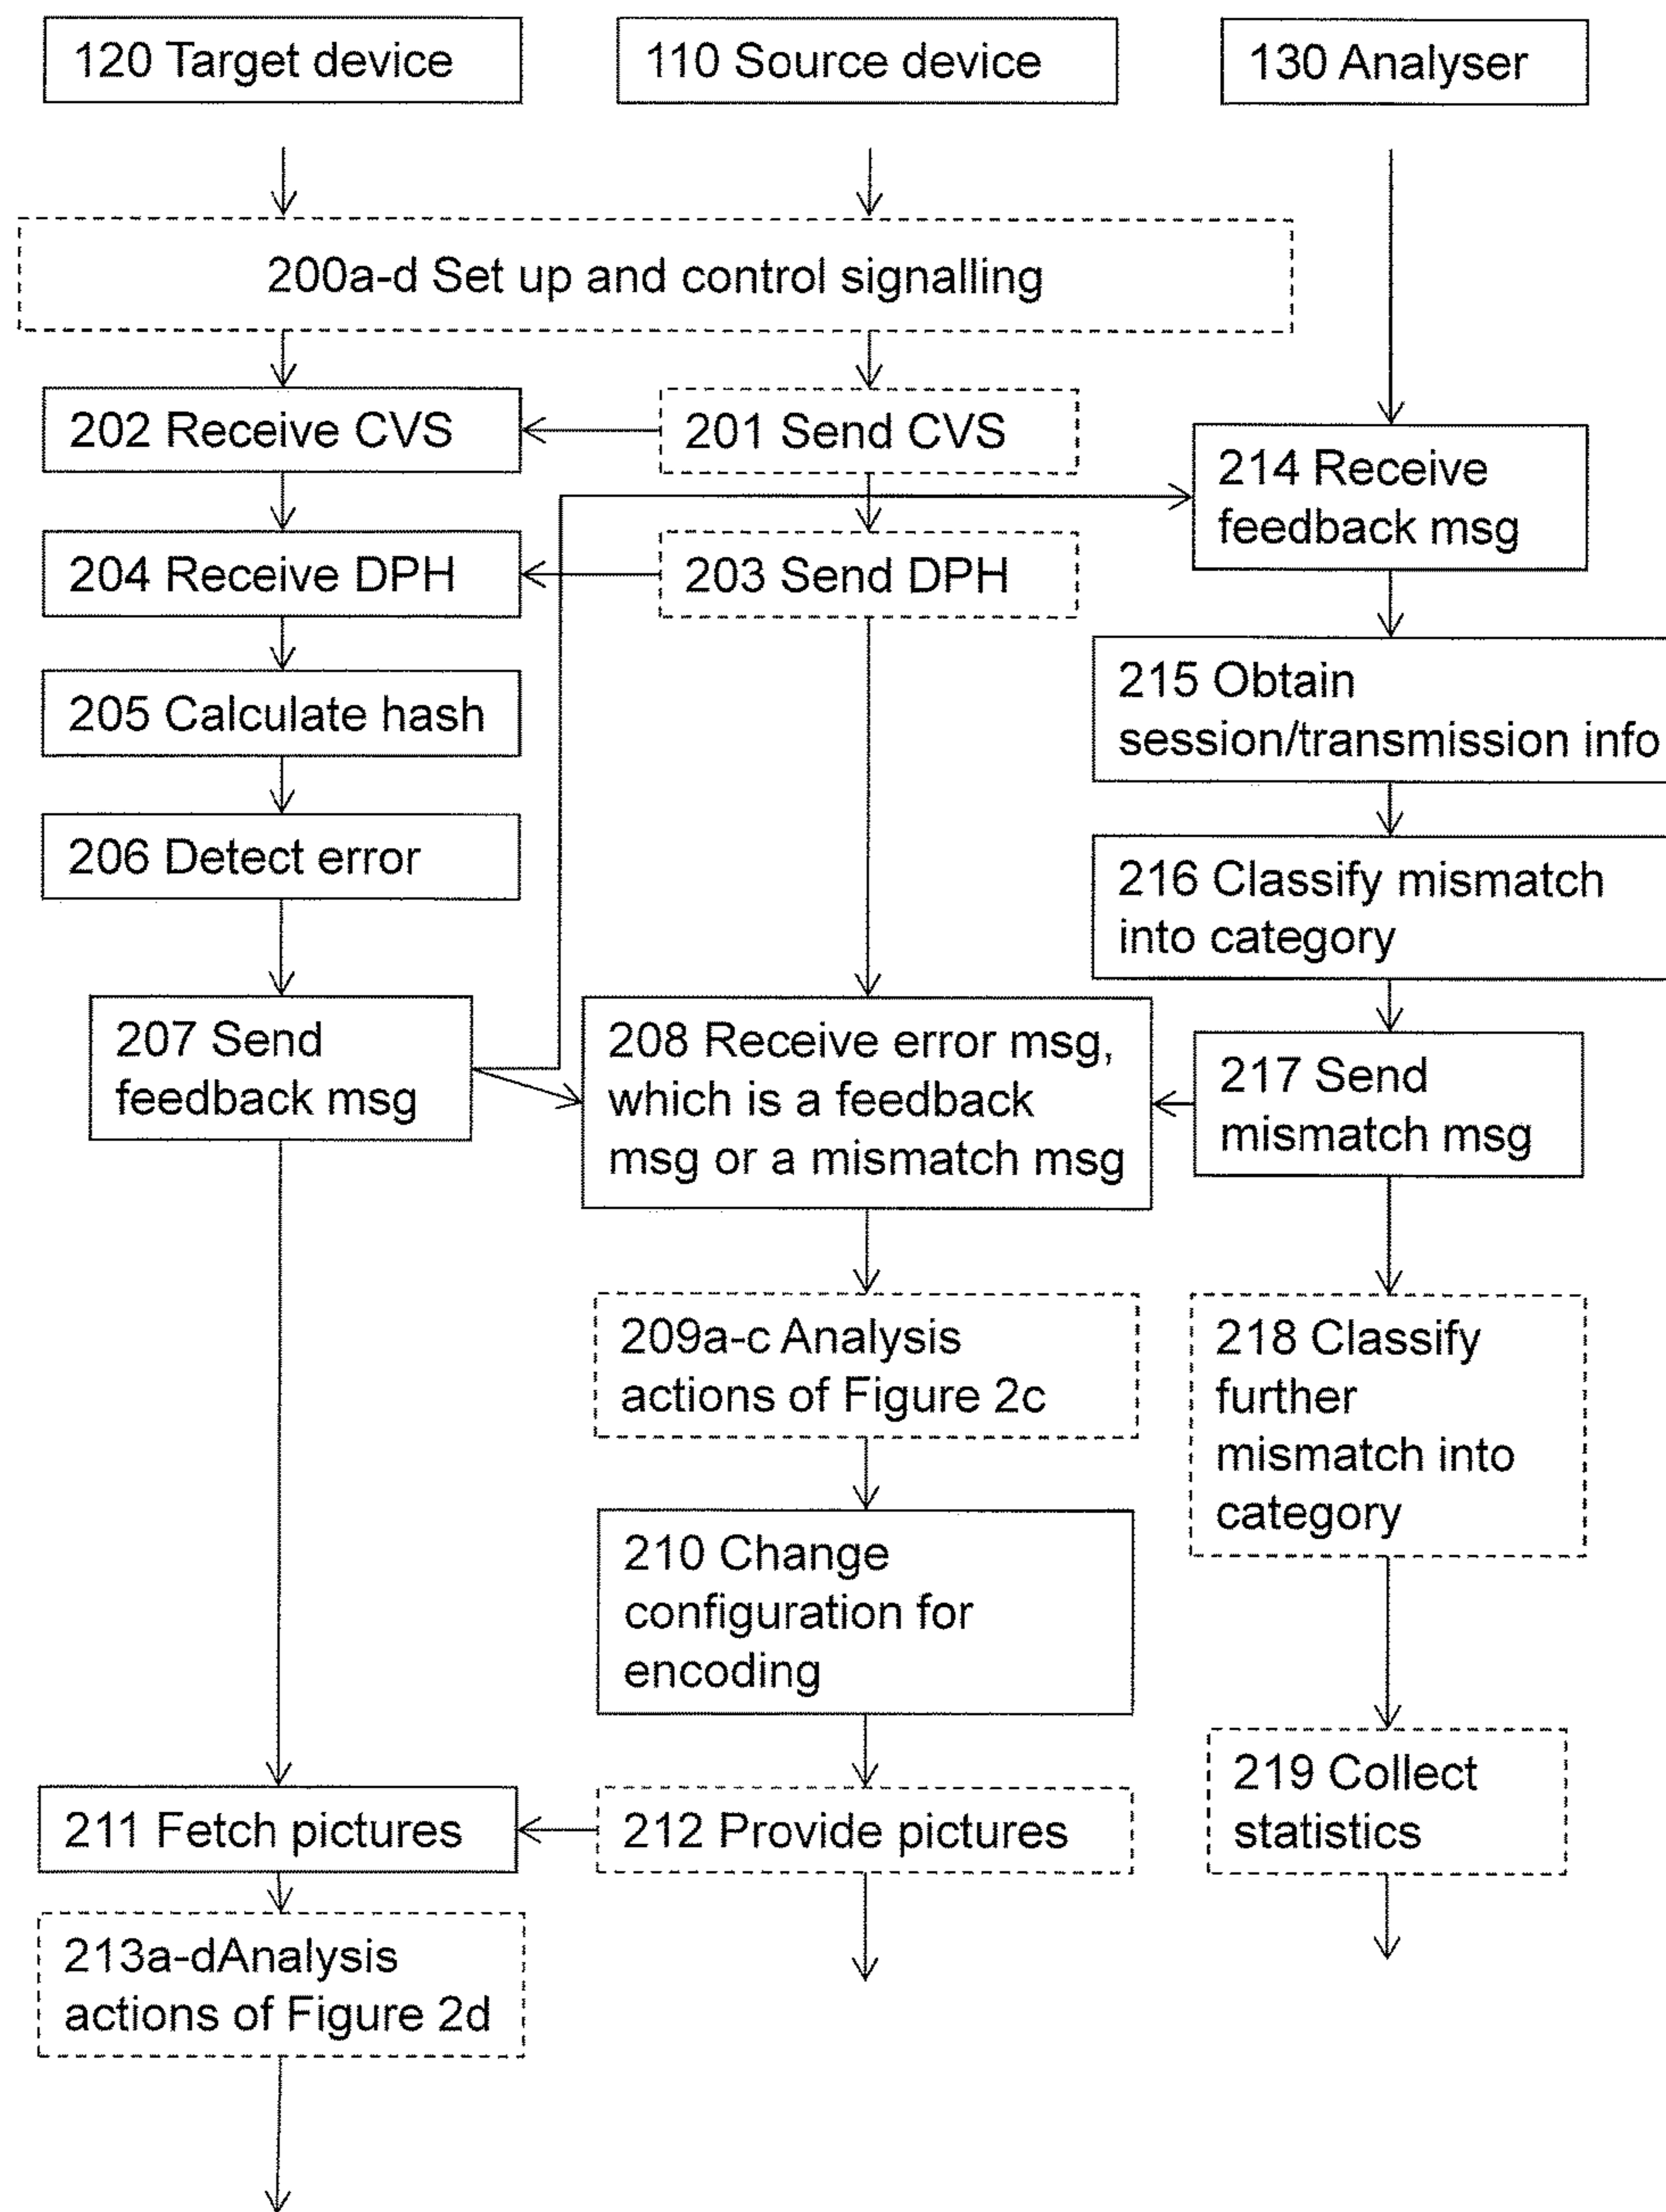 120 Target device
110 Source device
130 Analyser
200a-d Set up and control signalling
202 Receive CVS
201 Send CVS
214 Receive
feedback msg
204 Receive DPH
203 Send DPH
215 Obtain
session/transmission info
205 Calculate hash
206 Detect error
216 Classify mismatch
into category
207 Send
feedback msg
208 Receive error msg,
which is a feedback
msg or a mismatch msg
217 Send
mismatch msg
209a-c Analysis
actions of Figure 2c
218 Classify
further
mismatch into
category
210 Change
configuration for
encoding
211 Fetch pictures
212 Provide pictures
219 Collect
statistics
213a-dAnalysis
actions of Figure 2d